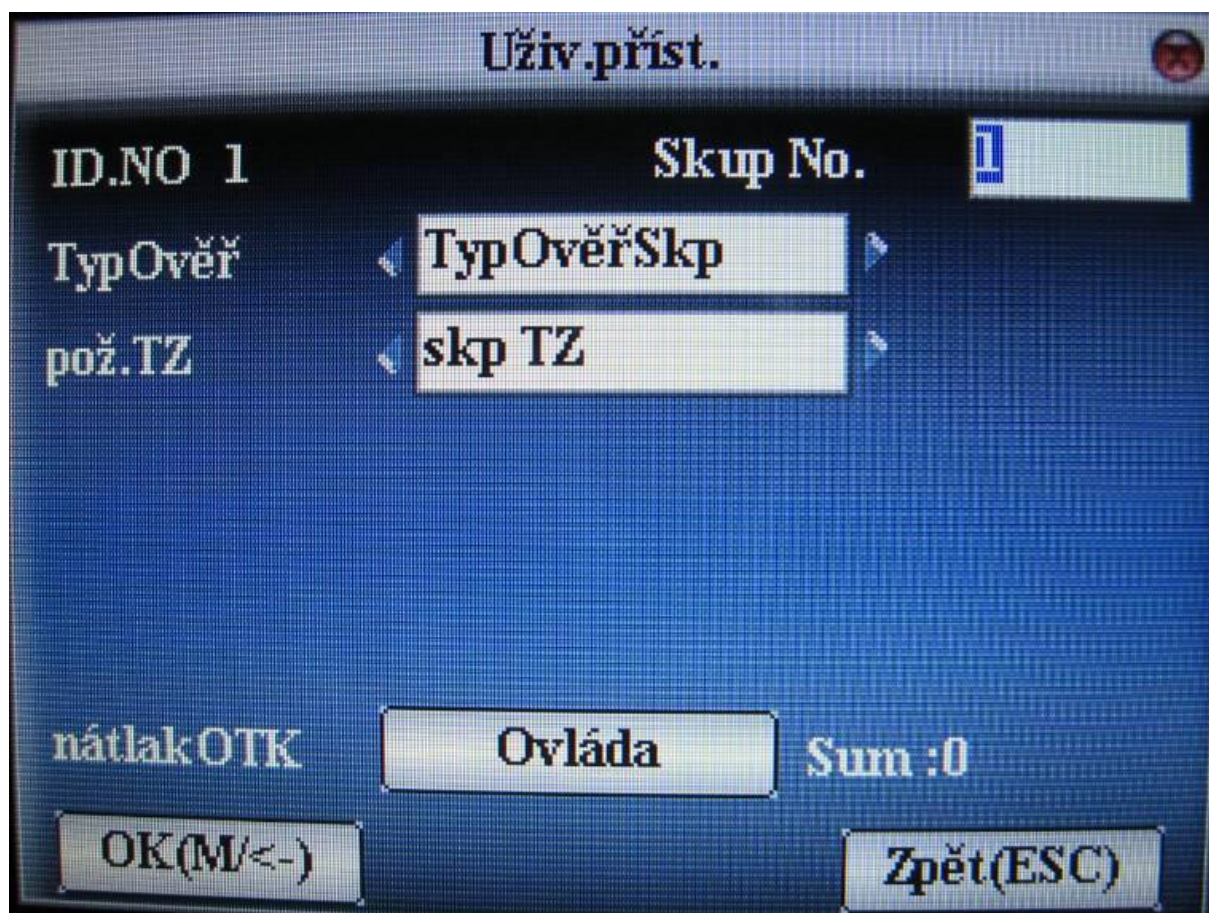 Uživ.příst.
ID.NO 1 Skup No. 1
TypOvěř TypOvěřSkp
pož.TZ skp TZ
nátlakOTK Ovláda Sum :0
OK(M/<-) Zpět(ESC)